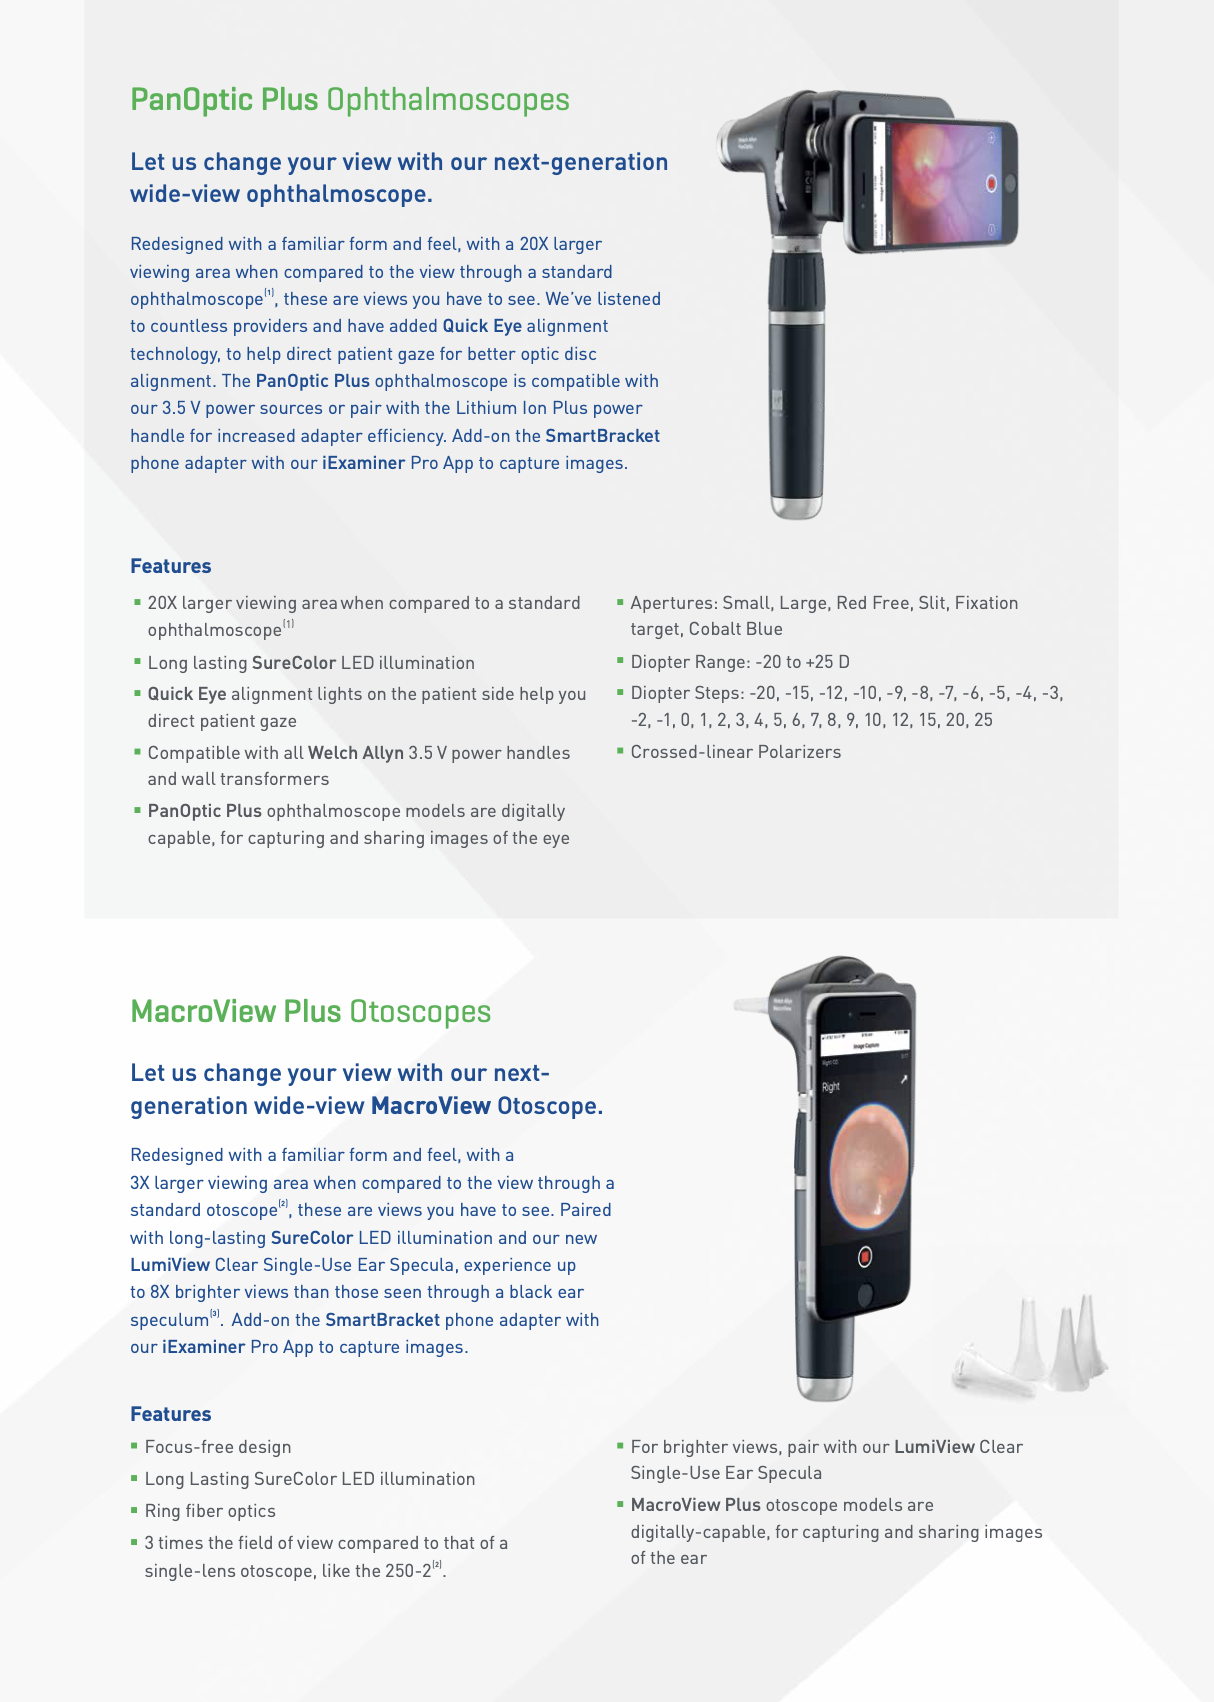 PanOptic Plus Ophthalmoscopes
Let us change your view with our next-generation
wide-view ophthalmoscope.
Redesigned with a familiar form and feel, with a 20X larger
viewing area when compared to the view through a standard
ophthalmoscope(1), these are views you have to see. We’ve listened
to countless providers and have added Quick Eye alignment
technology, to help direct patient gaze for better optic disc
alignment. The PanOptic Plus ophthalmoscope is compatible with
our 3.5 V power sources or pair with the Lithium Ion Plus power
handle for increased adapter efficiency. Add-on the SmartBracket
phone adapter with our iExaminer Pro App to capture images.
Image Capture
Features
▪ 20X larger viewing area when compared to a standard
ophthalmoscope(1)
▪ Long lasting SureColor LED illumination
▪ Quick Eye alignment lights on the patient side help you
direct patient gaze
▪ Compatible with all Welch Allyn 3.5 V power handles
and wall transformers
▪ PanOptic Plus ophthalmoscope models are digitally
capable, for capturing and sharing images of the eye
▪ Apertures: Small, Large, Red Free, Slit, Fixation
target, Cobalt Blue
▪ Diopter Range: -20 to +25 D
▪ Diopter Steps: -20, -15, -12, -10, -9, -8, -7, -6, -5, -4, -3,
-2, -1, 0, 1, 2, 3, 4, 5, 6, 7, 8, 9, 10, 12, 15, 20, 25
▪ Crossed-linear Polarizers
MacroView Plus Otoscopes
Let us change your view with our next-
generation wide-view MacroView Otoscope.
Redesigned with a familiar form and feel, with a
3X larger viewing area when compared to the view through a
standard otoscope(2), these are views you have to see. Paired
with long-lasting SureColor LED illumination and our new
LumiView Clear Single-Use Ear Specula, experience up
to 8X brighter views than those seen through a black ear
speculum(3). Add-on the SmartBracket phone adapter with
our iExaminer Pro App to capture images.
Image Capture
Right
Features
▪ Focus-free design
▪ Long Lasting SureColor LED illumination
▪ Ring fiber optics
▪ 3 times the field of view compared to that of a
single-lens otoscope, like the 250-2(2).
▪ For brighter views, pair with our LumiView Clear
Single-Use Ear Specula
▪ MacroView Plus otoscope models are
digitally-capable, for capturing and sharing images
of the ear